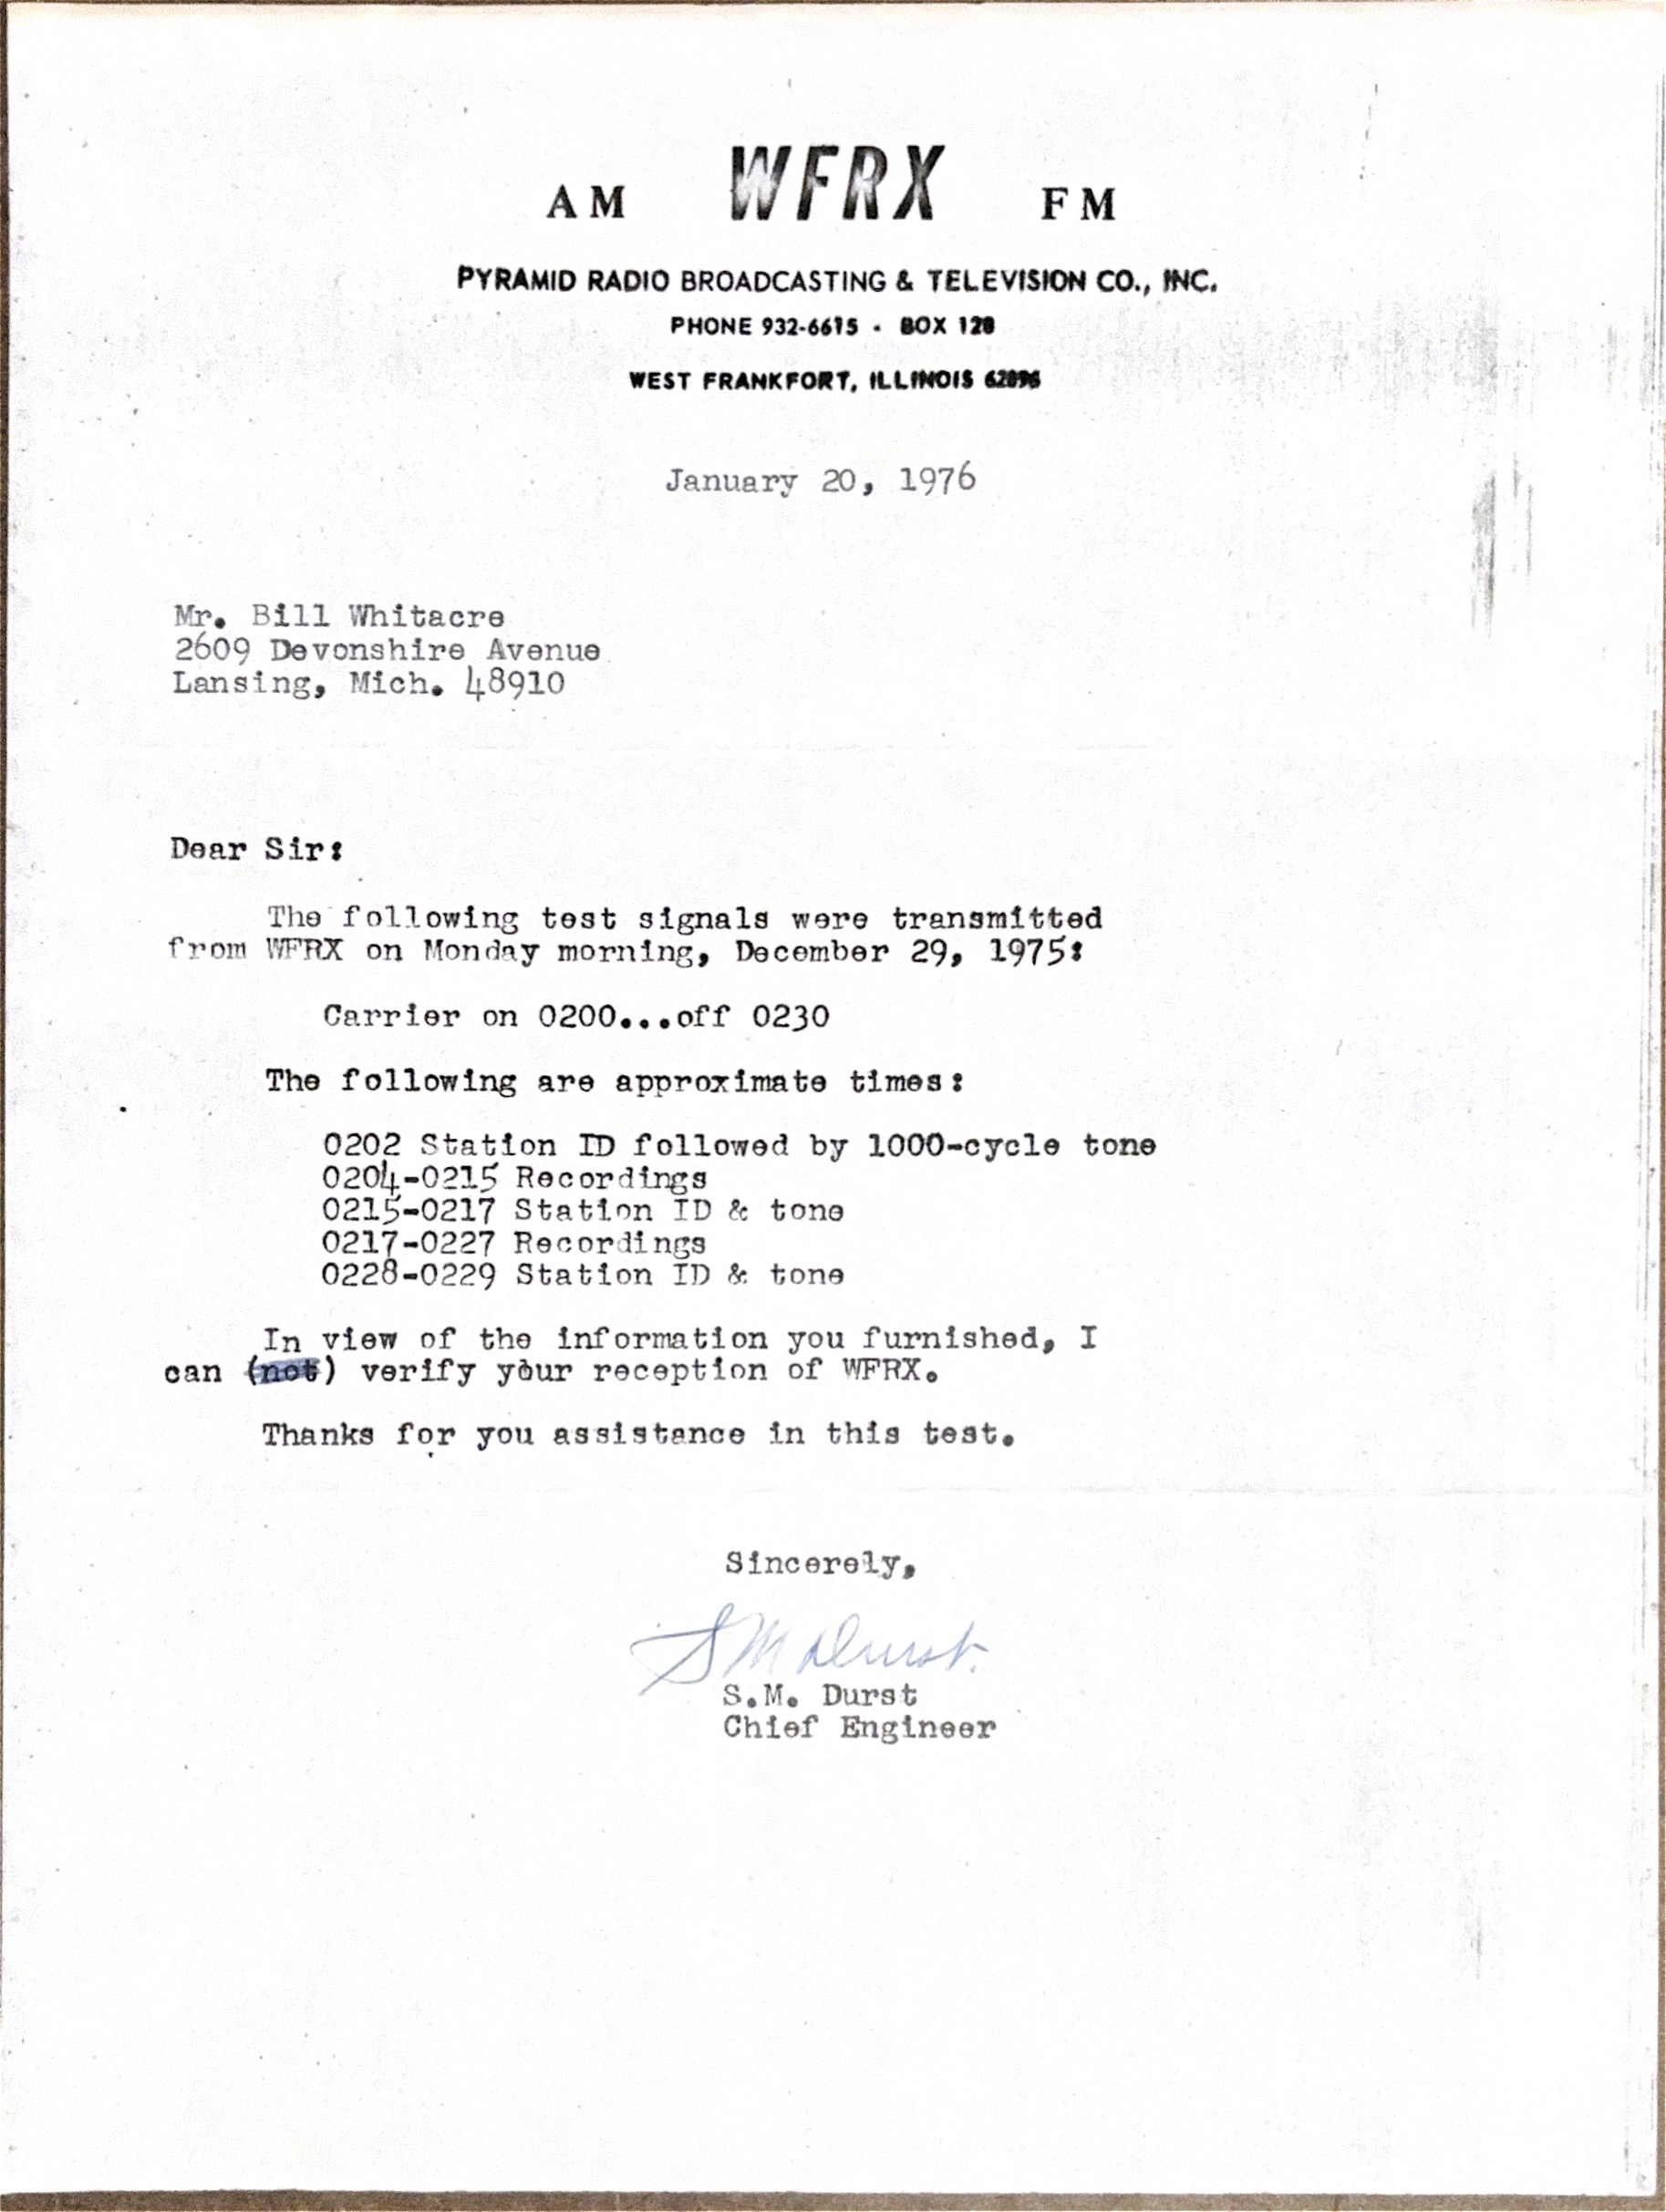 AM WFRX FM
PYRAMID RADIO BROADCASTING & TELEVISION CO., INC.
PHONE 932-6615 · BOX 128
WEST FRANKFORT, ILLINOIS 62896
January 20, 1976
Mr. Bill Whitacre
2609 Devonshire Avenue
Lansing, Mich. 48910
Dear Sir:
The following test signals were transmitted
from WFRX on Monday morning, December 29, 1975:
Carrier on 0200...off 0230
The following are approximate times:
0202 Station ID followed by 1000-cycle tone
0204-0215 Recordings
0215-0217 Station ID & tone
0217-0227 Recordings
0228-0229 Station ID & tone
In view of the information you furnished, I
can (not) verify your reception of WFRX.
Thanks for you assistance in this test.
Sincerely,
S M Durst
S.M. Durst
Chief Engineer